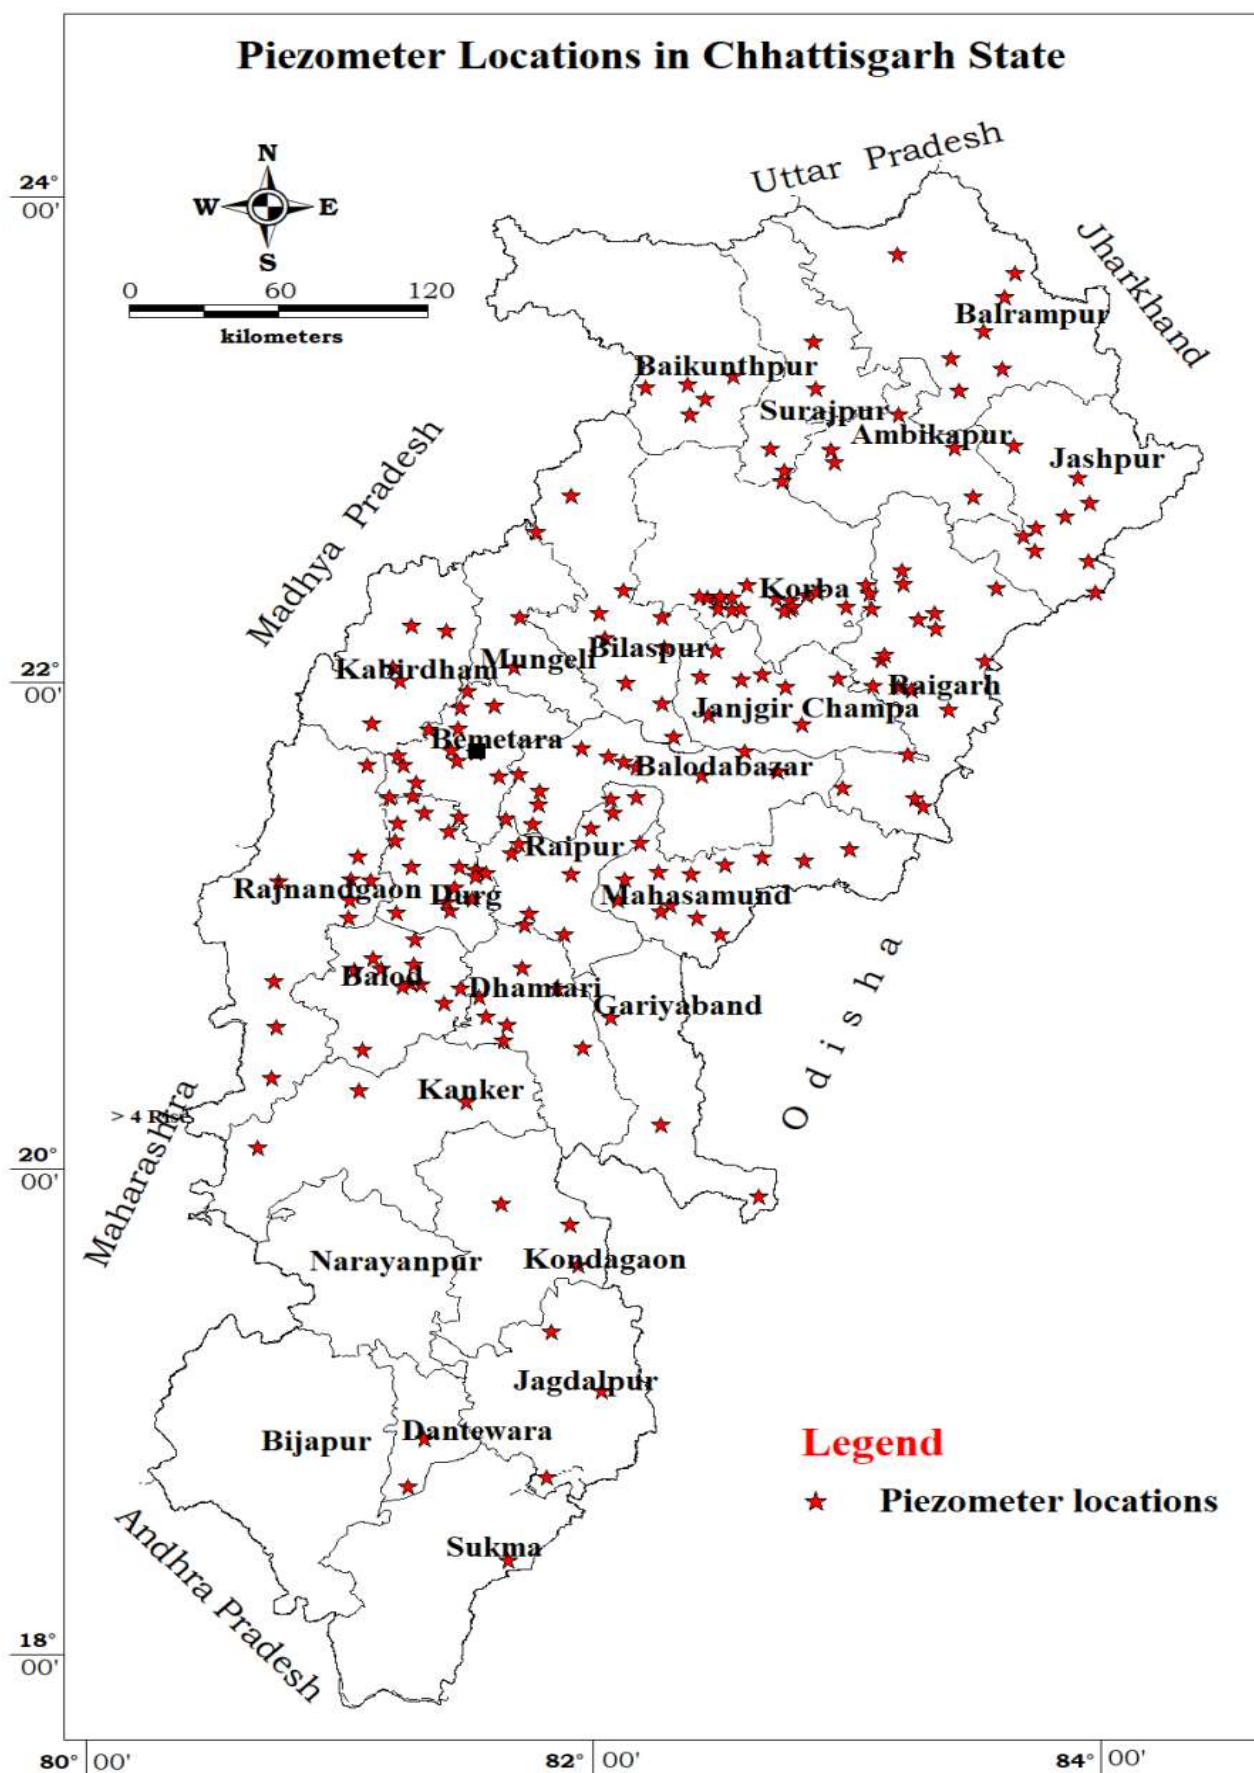 Piezometer Locations in Chhattisgarh State
Uttar Pradesh
N
24°
00'
W E
S
Jharkhand
0 60 120
kilometers
Balrampur
Baikunthpur
Surajpur
Ambikapur
Jashpur
Madhya Pradesh
Korba
Bilaspur
Mungeli
Kabirdham
22°
00'
Raigarh
Janjgir Champa
Bemetara
Balodabazar
Raipur
Rajnandgaon
Durg
Mahasamund
Balod
Dhamtari
Gariyaband
Odisha
Kanker
> 4 Rise
Maharashtra
20°
00'
Narayanpur
Kondagaon
Jagdalpur
Dantewara
Bijapur
Legend
Piezometer locations
Andhra Pradesh
Sukma
18°
00'
80° 00' 82° 00' 84° 00'